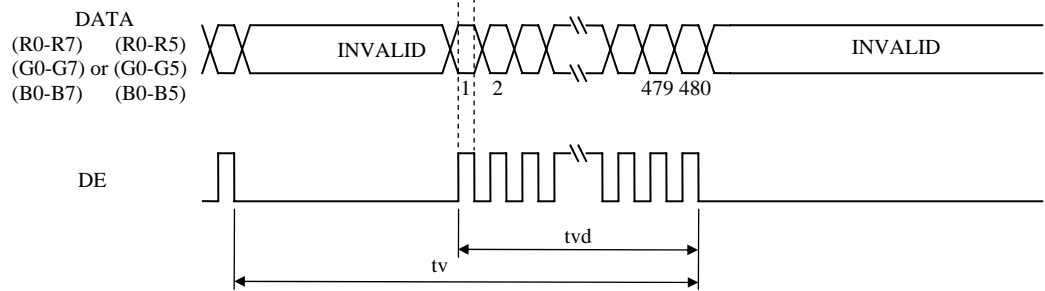 DATA
(R0-R7) (R0-R5)
(G0-G7) or (G0-G5)
(B0-B7) (B0-B5)
INVALID
INVALID
1 2 479 480
DE
tvd
tv